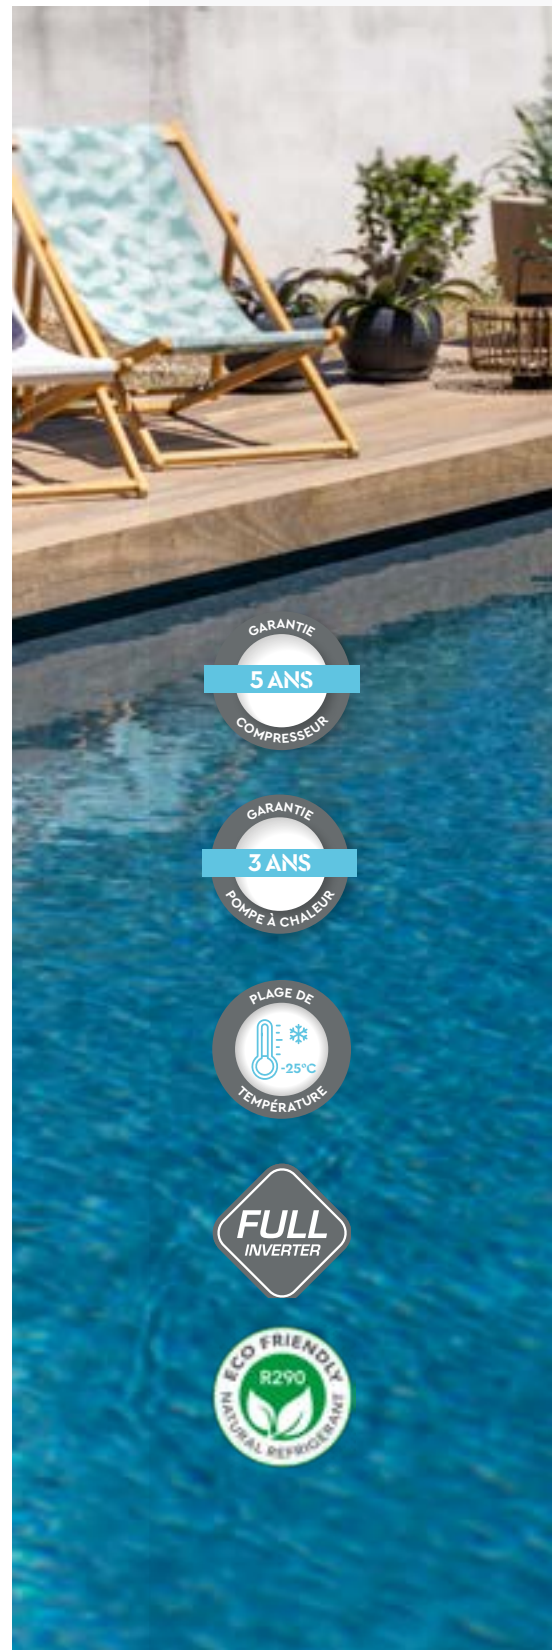 GARANTIE
5 ANS
COMPRESSEUR
GARANTIE
3 ANS
POMPE À CHALEUR
PLAGE DE
-25°C
TEMPÉRATURE
FULL
INVERTER
ECO FRIENDLY
R290
NATURAL REFRIGERANT